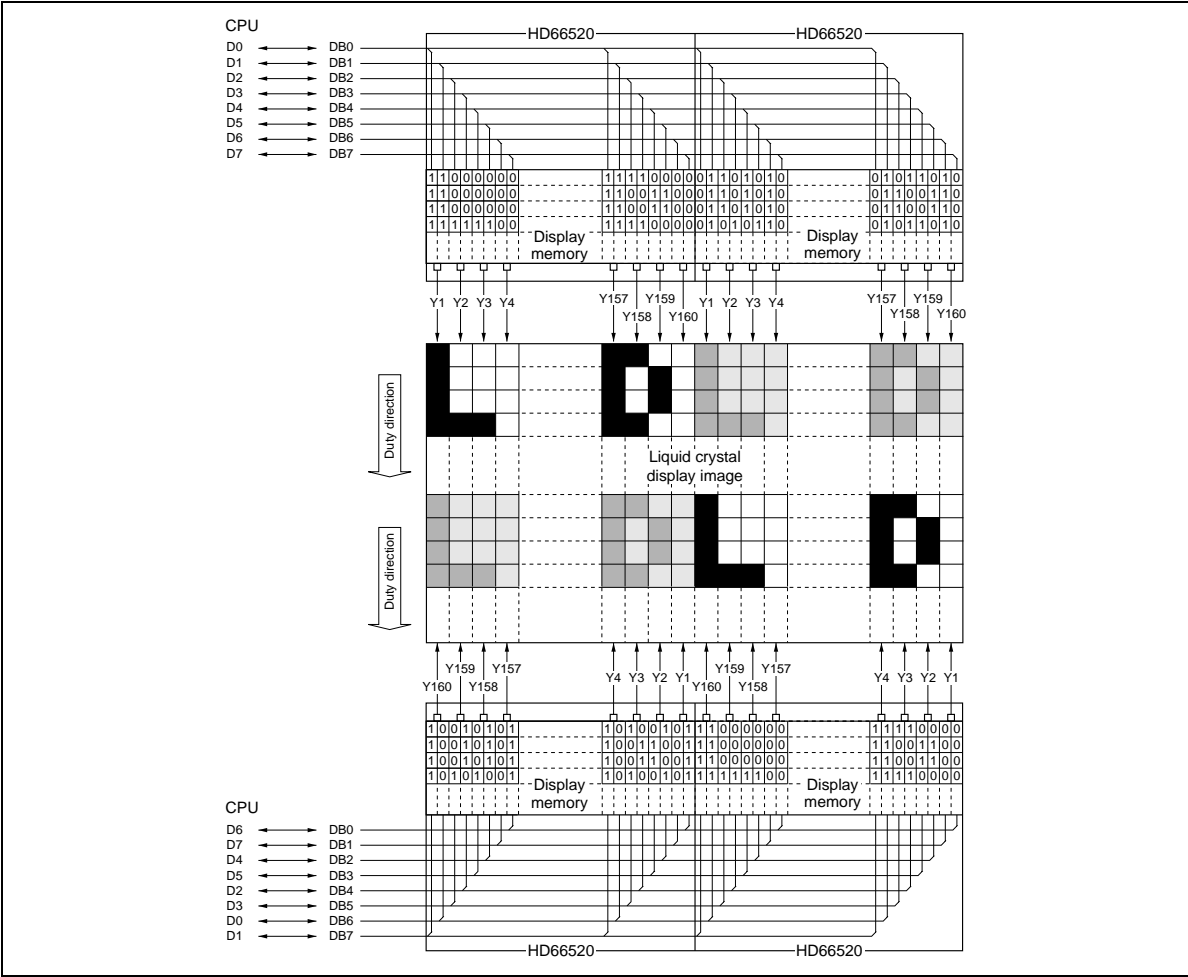 CPU
HD66520 HD66520
D0 DB0
D1 DB1
D2 DB2
D3 DB3
D4 DB4
D5 DB5
D6 DB6
D7 DB7
1 1 0 0 0 0 0 0 1 1 1 1 0 0 0 0 0 1 1 0 1 0 1 0 0 1 0 1 1 0 1 0
1 1 0 0 0 0 0 0 1 1 0 0 1 1 0 0 0 1 1 0 1 0 1 0 0 1 1 0 0 1 1 0
1 1 0 0 0 0 0 0 1 1 0 0 1 1 0 0 0 1 1 0 1 0 1 0 0 1 1 0 0 1 1 0
1 1 1 1 1 1 0 0 1 1 1 1 0 0 0 0 0 1 0 1 0 1 1 0 0 1 0 1 1 0 1 0
Display memory Display memory
Y1 Y2 Y3 Y4 Y157 Y158 Y159 Y160 Y1 Y2 Y3 Y4 Y157 Y158 Y159 Y160
Duty direction
Liquid crystal
display image
Duty direction
Y160 Y159 Y158 Y157 Y4 Y3 Y2 Y1 Y160 Y159 Y158 Y157 Y4 Y3 Y2 Y1
1 0 0 1 0 1 0 1 1 0 1 0 0 1 0 1 1 1 0 0 0 0 0 0 1 1 1 1 0 0 0 0
1 0 0 1 0 1 0 1 1 0 0 1 1 0 0 1 1 1 0 0 0 0 0 0 1 1 0 0 1 1 0 0
1 0 0 1 0 1 0 1 1 0 0 1 1 0 0 1 1 1 0 0 0 0 0 0 1 1 0 0 1 1 0 0
1 0 1 0 1 0 0 1 1 0 1 0 0 1 0 1 1 1 1 1 1 1 0 0 1 1 1 1 0 0 0 0
Display memory Display memory
CPU
D6 DB0
D7 DB1
D4 DB2
D5 DB3
D2 DB4
D3 DB5
D0 DB6
D1 DB7
HD66520 HD66520